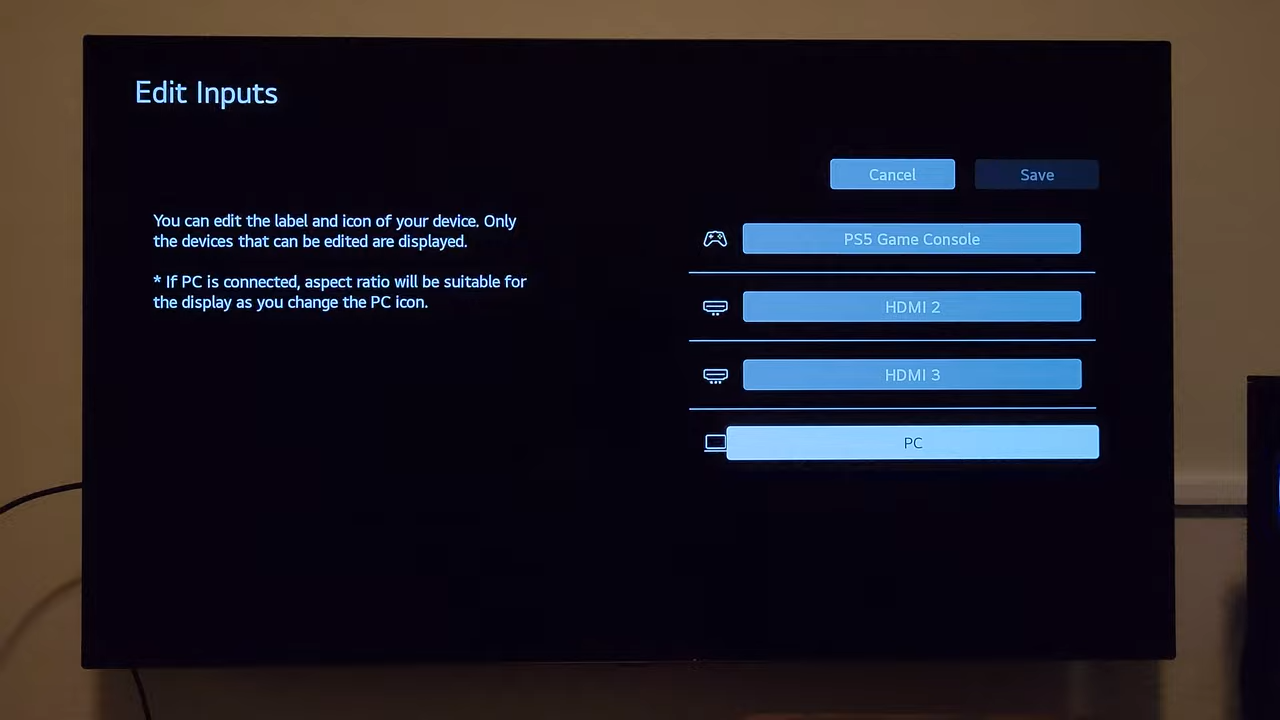 Edit Inputs
Cancel
Save
You can edit the label and icon of your device. Only
the devices that can be edited are displayed.
* If PC is connected, aspect ratio will be suitable for
the display as you change the PC icon.
PS5 Game Console
HDMI 2
HDMI 3
PC